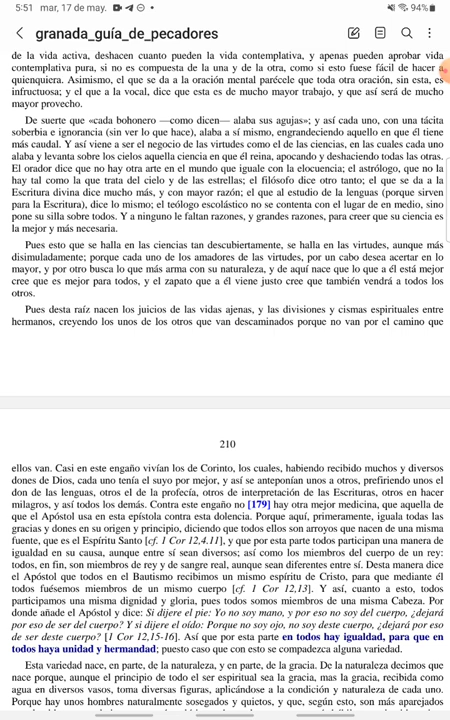 5:51 mar, 17 de may. 94%
granada_guía_de_pecadores
de la vida activa, deshacen cuanto pueden la vida contemplativa, y apenas pueden aprobar vida
contemplativa pura, si no es compuesta de la una y de la otra, como si esto fuese fácil de hacer a
quienquiera. Asimismo, el que se da a la oración mental parécele que toda otra oración, sin esta, es
infructuosa; y el que a la vocal, dice que esta es de mucho mayor trabajo, y que así será de mucho
mayor provecho.
De suerte que «cada bohonero —como dicen— alaba sus agujas»; y así cada uno, con una tácita
soberbia e ignorancia (sin ver lo que hace), alaba a sí mismo, engrandeciendo aquello en que él tiene
más caudal. Y así viene a ser el negocio de las virtudes como el de las ciencias, en las cuales cada uno
alaba y levanta sobre los cielos aquella ciencia en que él reina, apocando y deshaciendo todas las otras.
El orador dice que no hay otra arte en el mundo que iguale con la elocuencia; el astrólogo, que no la
hay tal como la que trata del cielo y de las estrellas; el filósofo dice otro tanto; el que se da a la
Escritura divina dice mucho más, y con mayor razón; el que al estudio de la lenguas (porque sirven
para la Escritura), dice lo mismo; el teólogo escolástico no se contenta con el lugar de en medio, sino
pone su silla sobre todos. Y a ninguno le faltan razones, y grandes razones, para creer que su ciencia es
la mejor y más necesaria.
Pues esto que se halla en las ciencias tan descubiertamente, se halla en las virtudes, aunque más
disimuladamente; porque cada uno de los amadores de las virtudes, por un cabo desea acertar en lo
mayor, y por otro busca lo que más arma con su naturaleza, y de aquí nace que lo que a él está mejor
cree que es mejor para todos, y el zapato que a él viene justo cree que también vendrá a todos los
otros.
Pues desta raíz nacen los juicios de las vidas ajenas, y las divisiones y cismas espirituales entre
hermanos, creyendo los unos de los otros que van descaminados porque no van por el camino que
210
ellos van. Casi en este engaño vivían los de Corinto, los cuales, habiendo recibido muchos y diversos
dones de Dios, cada uno tenía el suyo por mejor, y así se anteponían unos a otros, prefiriendo unos el
don de las lenguas, otros el de la profecía, otros de interpretación de las Escrituras, otros en hacer
milagros, y así todos los demás. Contra este engaño no [179] hay otra mejor medicina, que aquella de
que el Apóstol usa en esta epístola contra esta dolencia. Porque aquí, primeramente, iguala todas las
gracias y dones en su origen y principio, diciendo que todos ellos son arroyos que nacen de una misma
fuente, que es el Espíritu Santo [cf. 1 Cor 12,4.11], y que por esta parte todos participan una manera de
igualdad en su causa, aunque entre sí sean diversos; así como los miembros del cuerpo de un rey:
todos, en fin, son miembros de rey y de sangre real, aunque sean diferentes entre sí. Desta manera dice
el Apóstol que todos en el Bautismo recibimos un mismo espíritu de Cristo, para que mediante él
todos fuésemos miembros de un mismo cuerpo [cf. 1 Cor 12,13]. Y así, cuanto a esto, todos
participamos una misma dignidad y gloria, pues todos somos miembros de una misma Cabeza. Por
donde añade el Apóstol y dice: Si dijere el pie: Yo no soy mano, y por eso no soy del cuerpo, ¿dejará
por eso de ser del cuerpo? Y si dijere el oído: Porque no soy ojo, no soy deste cuerpo, ¿dejará por eso
de ser deste cuerpo? [1 Cor 12,15-16]. Así que por esta parte en todos hay igualdad, para que en
todos haya unidad y hermandad; puesto caso que con esto se compadezca alguna variedad.
Esta variedad nace, en parte, de la naturaleza, y en parte, de la gracia. De la naturaleza decimos que
nace porque, aunque el principio de todo el ser espiritual sea la gracia, mas la gracia, recibida como
agua en diversos vasos, toma diversas figuras, aplicándose a la condición y naturaleza de cada uno.
Porque hay unos hombres naturalmente sosegados y quietos, y que, según esto, son más aparejados